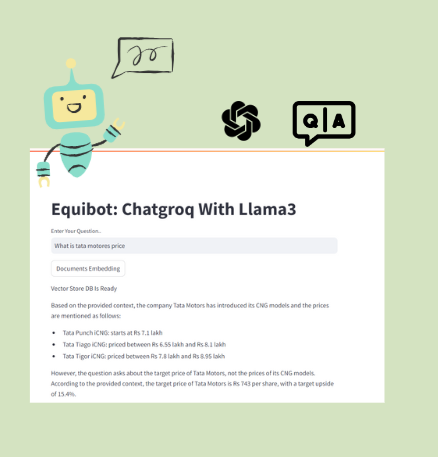 Q|A
Equibot: Chatgroq With Llama3
Enter Your Question..
What is tata motores price
Documents Embedding
Vector Store DB Is Ready
Based on the provided context, the company Tata Motors has introduced its CNG models and the prices
are mentioned as follows:
• Tata Punch iCNG: starts at Rs 7.1 lakh
• Tata Tiago iCNG: priced between Rs 6.55 lakh and Rs 8.1 lakh
• Tata Tigor iCNG: priced between Rs 7.8 lakh and Rs 8.95 lakh
However, the question asks about the target price of Tata Motors, not the prices of its CNG models.
According to the provided context, the target price of Tata Motors is Rs 743 per share, with a target upside
of 15.4%.